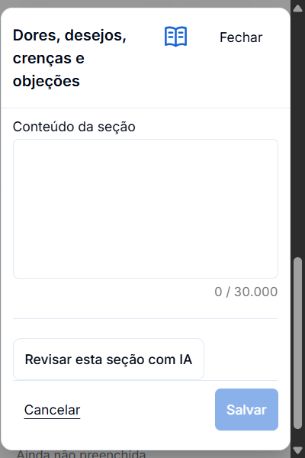 Dores, desejos,
crenças e
objeções
Fechar
Conteúdo da seção
0 / 30.000
Revisar esta seção com IA
Cancelar
Salvar
Ainda não preenchida